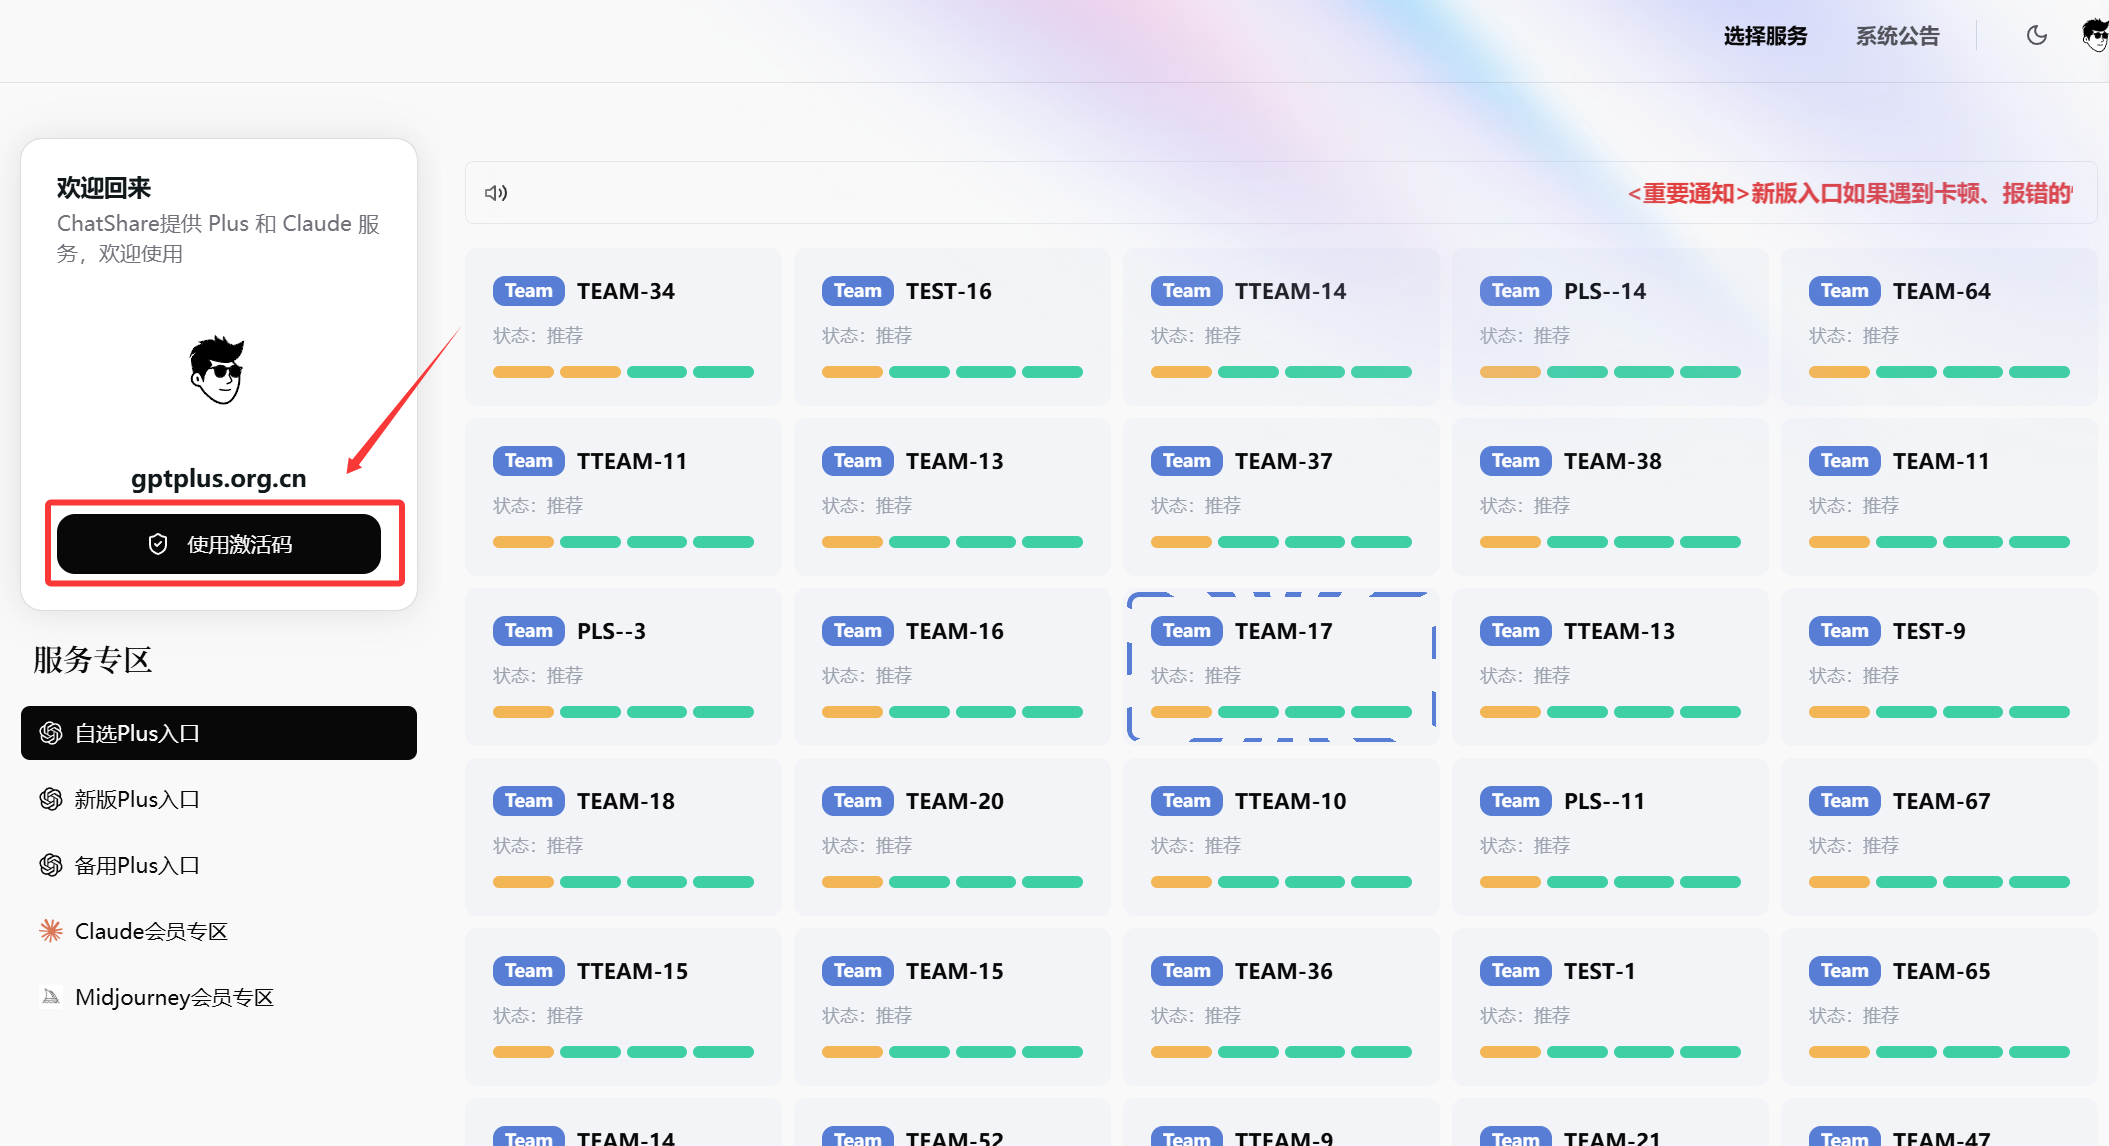 选择服务
系统公告
欢迎回来
ChatShare提供 Plus 和 Claude 服
务，欢迎使用
gptplus.org.cn
使用激活码
服务专区
自选Plus入口
新版Plus入口
备用Plus入口
Claude会员专区
Midjourney会员专区
<重要通知>新版入口如果遇到卡顿、报错的
Team TEAM-34
状态：推荐
Team TEST-16
状态：推荐
Team TTEAM-14
状态：推荐
Team PLS--14
状态：推荐
Team TEAM-64
状态：推荐
Team TTEAM-11
状态：推荐
Team TEAM-13
状态：推荐
Team TEAM-37
状态：推荐
Team TEAM-38
状态：推荐
Team TEAM-11
状态：推荐
Team PLS--3
状态：推荐
Team TEAM-16
状态：推荐
Team TEAM-17
状态：推荐
Team TTEAM-13
状态：推荐
Team TEST-9
状态：推荐
Team TEAM-18
状态：推荐
Team TEAM-20
状态：推荐
Team TTEAM-10
状态：推荐
Team PLS--11
状态：推荐
Team TEAM-67
状态：推荐
Team TTEAM-15
状态：推荐
Team TEAM-15
状态：推荐
Team TEAM-36
状态：推荐
Team TEST-1
状态：推荐
Team TEAM-65
状态：推荐
Team TEAM-14
Team TEAM-52
Team TTEAM-9
Team TEAM-21
Team TEAM-47